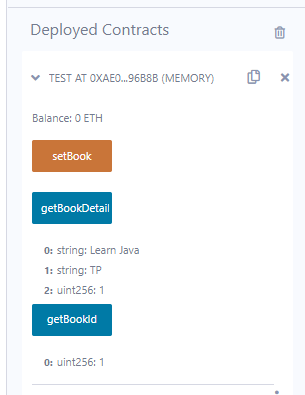 Deployed Contracts
TEST AT 0XAE0...96B8B (MEMORY)
Balance: 0 ETH
setBook
getBookDetail
0: string: Learn Java
1: string: TP
2: uint256: 1
getBookId
0: uint256: 1